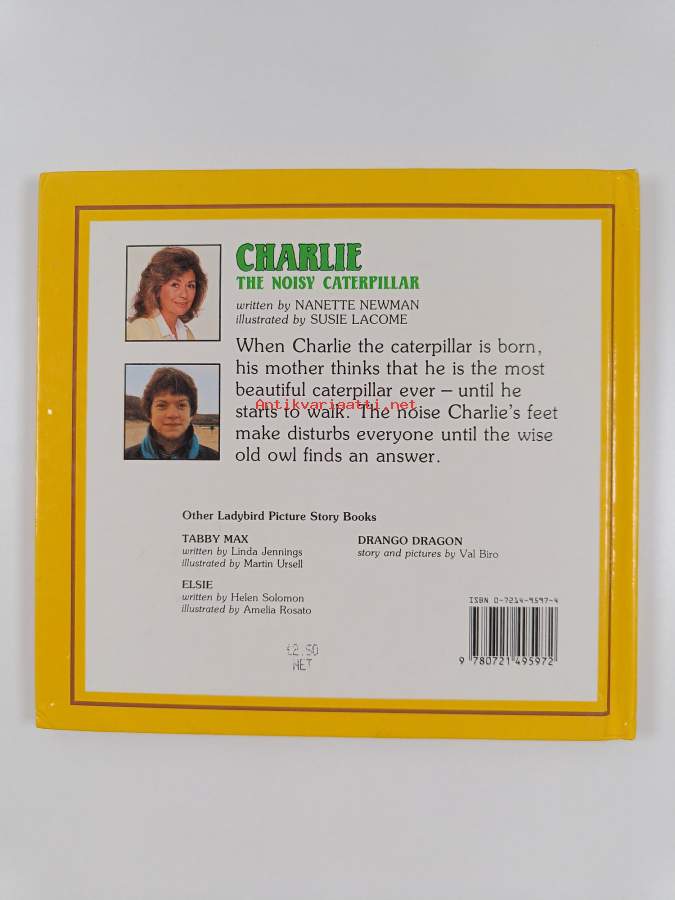 CHARLIE
THE NOISY CATERPILLAR
written by NANETTE NEWMAN
illustrated by SUSIE LACOME
When Charlie the caterpillar is born,
his mother thinks that he is the most
beautiful caterpillar ever – until he
Antikvariaatti.net
starts to walk. The noise Charlie's feet
make disturbs everyone until the wise
old owl finds an answer.
Other Ladybird Picture Story Books
TABBY MAX
written by Linda Jennings
illustrated by Martin Ursell
DRANGO DRAGON
story and pictures by Val Biro
ELSIE
written by Helen Solomon
illustrated by Amelia Rosato
ISBN 0-7214-9597-4
9 780721 495972
£2.50
NET